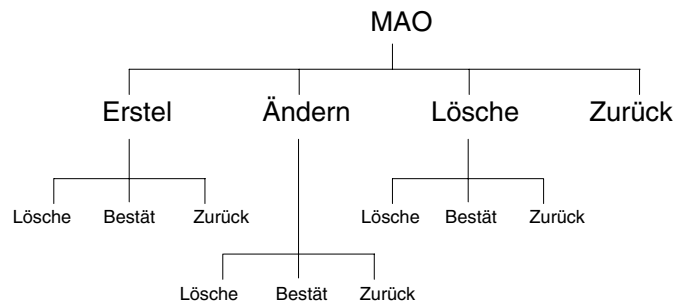 MAO
Erstel Ändern Lösche Zurück
Lösche Bestät Zurück Lösche Bestät Zurück
Lösche Bestät Zurück